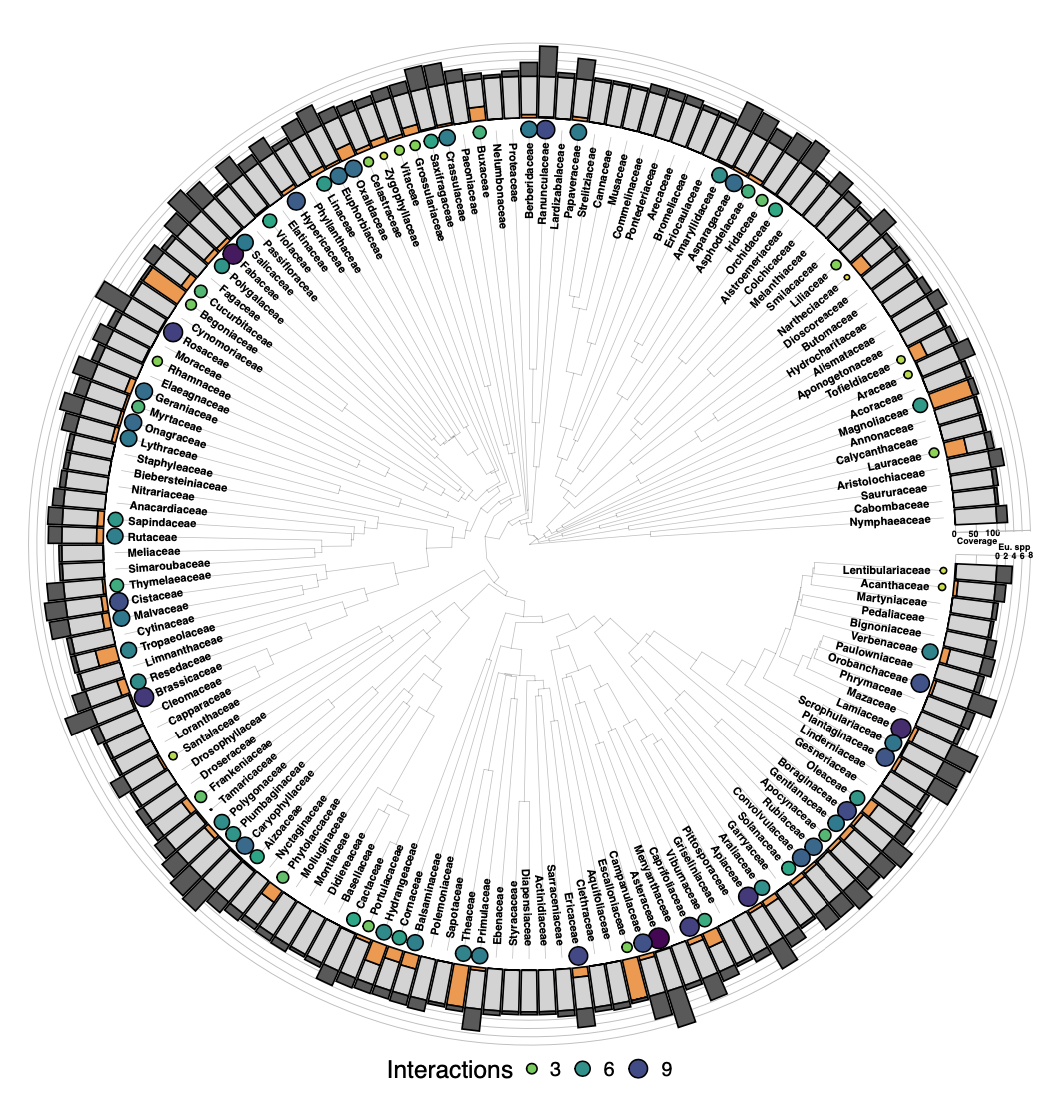 Berberidaceae
Ranunculaceae
Lardizabalaceae
Papaveraceae
Strelitziaceae
Cannaceae
Musaceae
Commelinaceae
Pontederiaceae
Arecaceae
Bromeliaceae
Eriocaulaceae
Amaryllidaceae
Asparagaceae
Asphodelaceae
Iridaceae
Orchidaceae
Alstroemeriaceae
Colchicaceae
Melanthiaceae
Smilacaceae
Liliaceae
Nartheciaceae
Dioscoreaceae
Butomaceae
Hydrocharitaceae
Alismataceae
Aponogetonaceae
Tofieldiaceae
Araceae
Acoraceae
Magnoliaceae
Annonaceae
Calycanthaceae
Lauraceae
Aristolochiaceae
Saururaceae
Cabombaceae
Nymphaeaceae
0 50 100
Coverage
Eu. spp
0 2 4 6 8
Lentibulariaceae
Acanthaceae
Martyniaceae
Pedaliaceae
Bignoniaceae
Verbenaceae
Paulowniaceae
Orobanchaceae
Phrymaceae
Mazaceae
Lamiaceae
Scrophulariaceae
Plantaginaceae
Linderniaceae
Gesneriaceae
Oleaceae
Boraginaceae
Gentianaceae
Apocynaceae
Rubiaceae
Convolvulaceae
Solanaceae
Garryaceae
Araliaceae
Apiaceae
Pittosporaceae
Griseliniaceae
Viburnaceae
Caprifoliaceae
Menyanthaceae
Asteraceae
Campanulaceae
Escalloniaceae
Aquifoliaceae
Clethraceae
Ericaceae
Sarraceniaceae
Actinidiaceae
Diapensiaceae
Styracaceae
Ebenaceae
Primulaceae
Theaceae
Sapotaceae
Polemoniaceae
Balsaminaceae
Cornaceae
Hydrangeaceae
Portulacaceae
Cactaceae
Basellaceae
Didiereaceae
Montiaceae
Molluginaceae
Phytolaccaceae
Nyctaginaceae
Aizoaceae
Caryophyllaceae
Plumbaginaceae
Polygonaceae
Tamaricaceae
Frankeniaceae
Droseraceae
Drosophyllaceae
Santalaceae
Loranthaceae
Capparaceae
Cleomaceae
Brassicaceae
Resedaceae
Limnanthaceae
Tropaeolaceae
Cytinaceae
Malvaceae
Cistaceae
Thymelaeaceae
Simaroubaceae
Meliaceae
Rutaceae
Sapindaceae
Anacardiaceae
Nitrariaceae
Biebersteiniaceae
Staphyleaceae
Lythraceae
Onagraceae
Myrtaceae
Geraniaceae
Elaeagnaceae
Rhamnaceae
Moraceae
Rosaceae
Cynomoriaceae
Begoniaceae
Cucurbitaceae
Fagaceae
Polygalaceae
Fabaceae
Salicaceae
Passifloraceae
Violaceae
Elatinaceae
Hypericaceae
Phyllanthaceae
Linaceae
Euphorbiaceae
Oxalidaceae
Celastraceae
Zygophyllaceae
Vitaceae
Grossulariaceae
Saxifragaceae
Crassulaceae
Paeoniaceae
Buxaceae
Nelumbonaceae
Proteaceae
Interactions 3 6 9